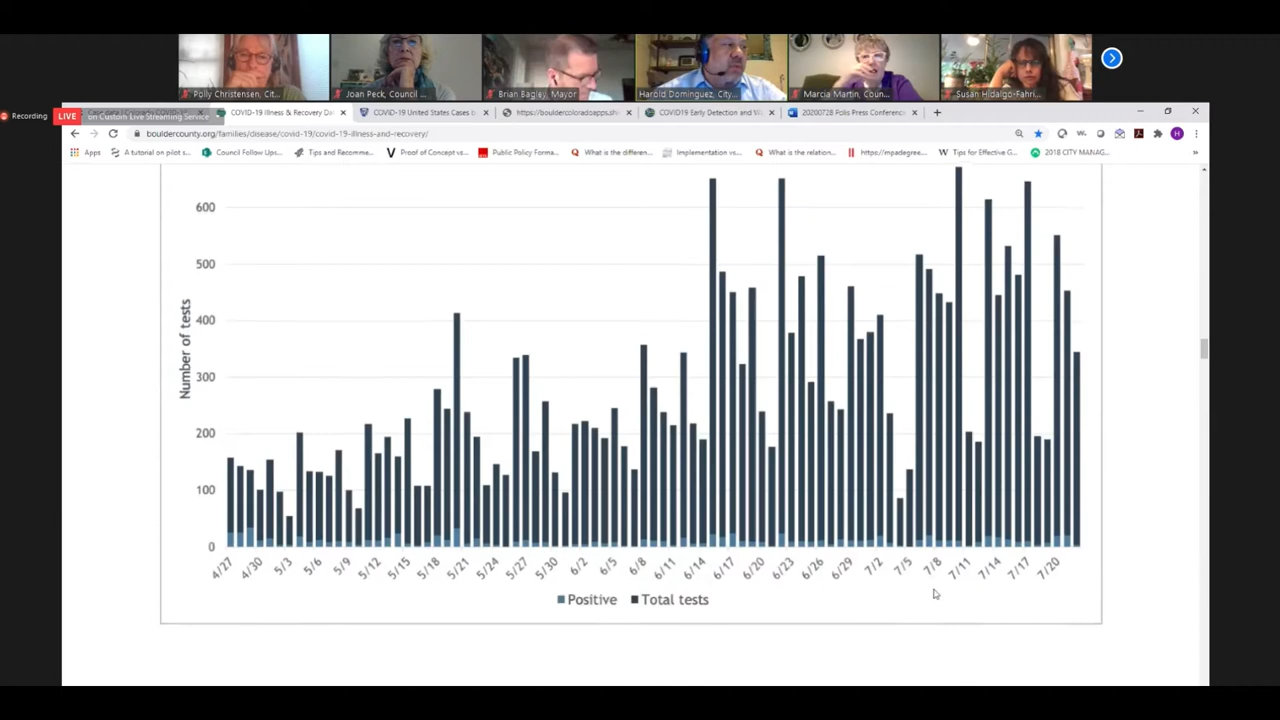 Polly Christensen, Cit...
Joan Peck, Council ...
Brian Bagley, Mayor
Harold Dominguez, City...
Marcia Martin, Coun...
Susan Hidalgo-Fahri...
Recording
LIVE
on Custom Live Streaming Service
COVID-19 Illness & Recovery Da
COVID-19 United States Cases b
https://bouldercoloradoapps.sh
COVID19 Early Detection and W
20200728 Polis Press Conferenc
bouldercounty.org/families/disease/covid-19/covid-19-illness-and-recovery/
Apps
A tutorial on pilot s...
Council Follow Ups...
Tips and Recomme...
Proof of Concept vs...
Public Policy Forma...
What is the differen...
Implementation vs...
What is the relation...
https://mpadegree...
Tips for Effective G...
2018 CITY MANAG...
600
500
400
300
200
100
0
Number of tests
4/27 4/30 5/3 5/6 5/9 5/12 5/15 5/18 5/21 5/24 5/27 5/30 6/2 6/5 6/8 6/11 6/14 6/17 6/20 6/23 6/26 6/29 7/2 7/5 7/8 7/11 7/14 7/17 7/20
Positive Total tests